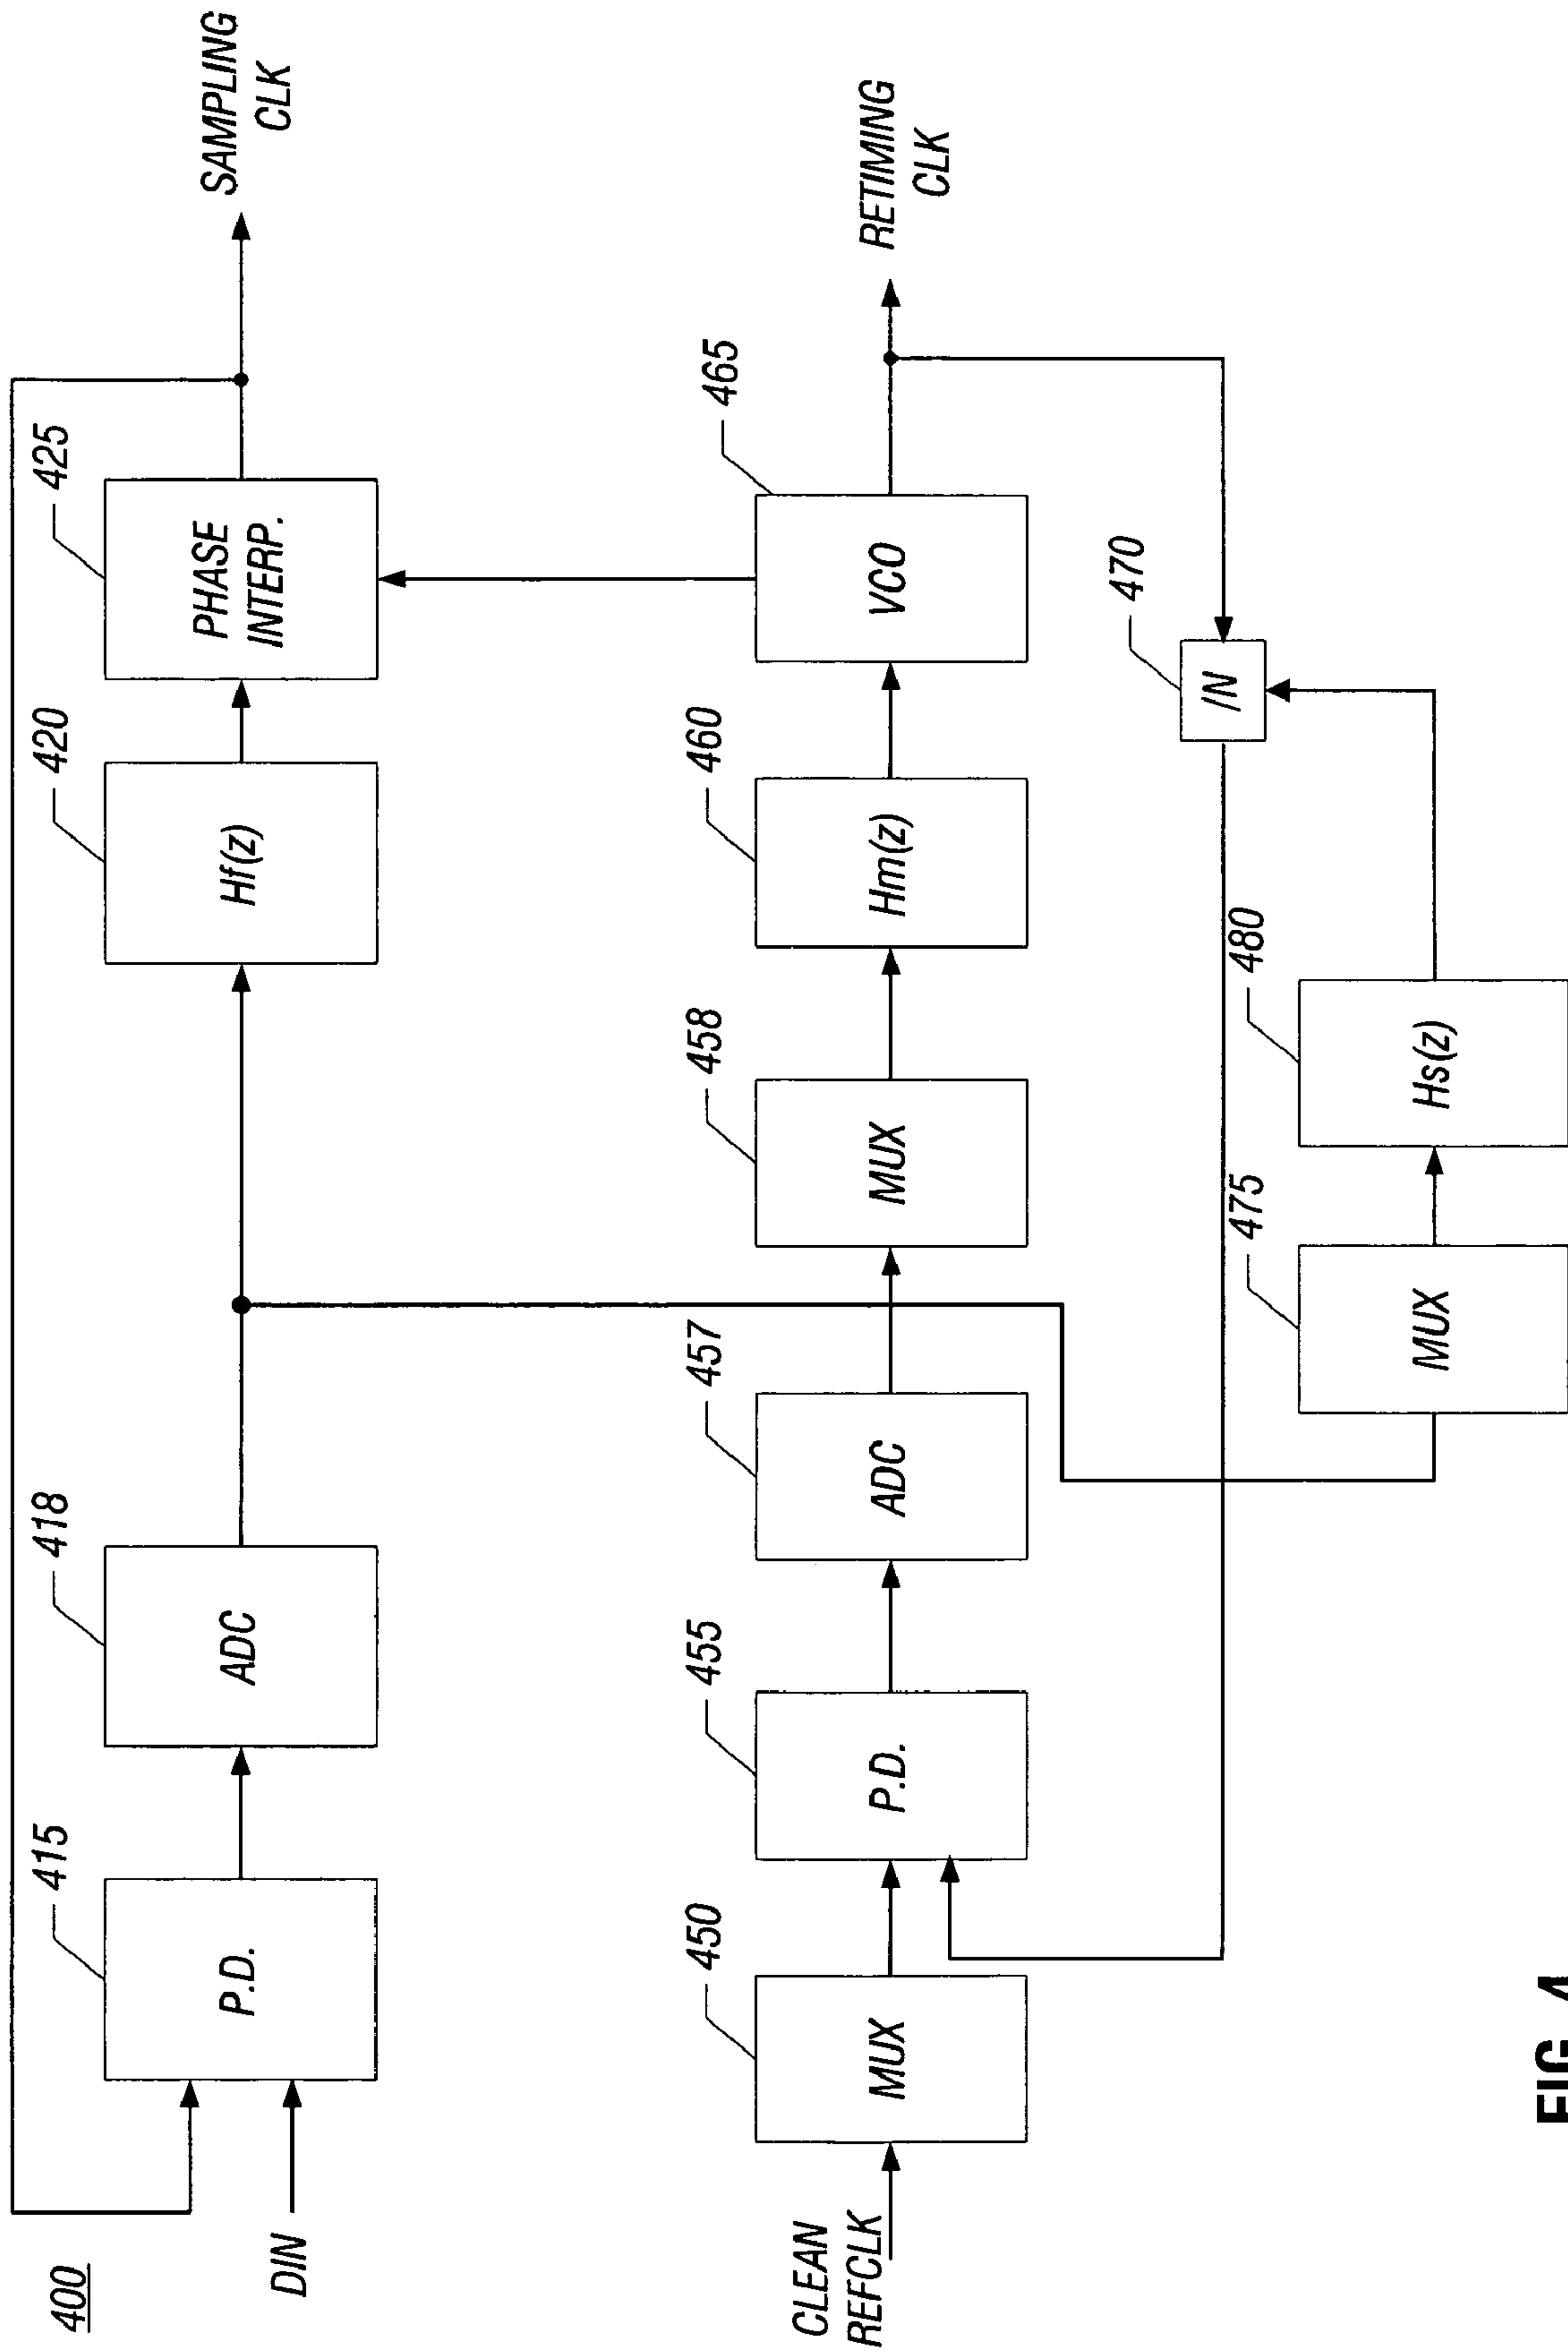 400
DIN
415
P.D.
418
ADC
420
Hf(z)
425
PHASE
INTERP.
SAMPLING
CLK
CLEAN
REFCLK
450
MUX
455
P.D.
457
ADC
458
MUX
460
Hm(z)
465
VCO
RETIMING
CLK
470
/N
475
MUX
480
Hs(z)
FIG. 4